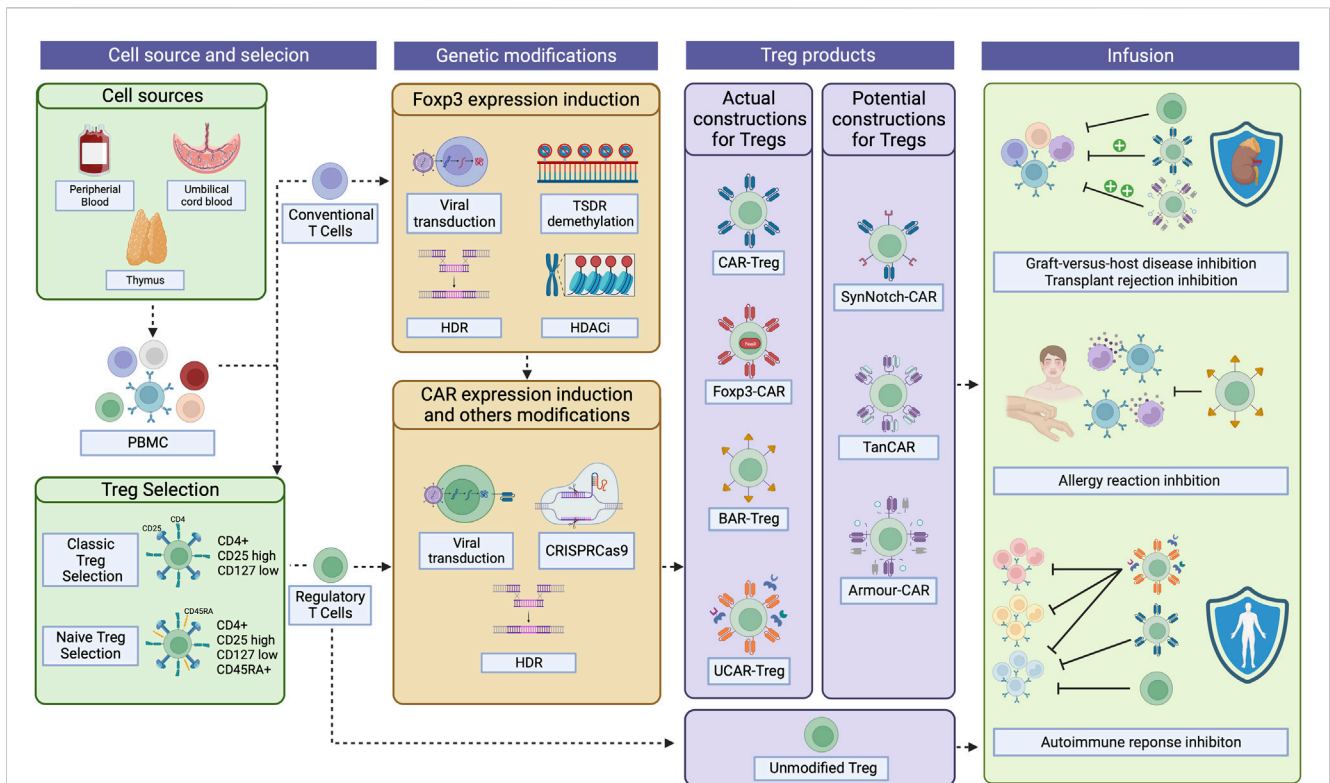 Cell source and selecion
Genetic modifications
Treg products
Infusion
Cell sources
Peripherial
Blood
Umbilical
cord blood
Thymus
PBMC
Treg Selection
Classic
Treg
Selection
CD25
CD4
CD4+
CD25 high
CD127 low
Naive Treg
Selection
CD45RA
CD4+
CD25 high
CD127 low
CD45RA+
Conventional
T Cells
Regulatory
T Cells
Foxp3 expression induction
Viral
transduction
TSDR
demethylation
HDR
HDACi
CAR expression induction
and others modifications
Viral
transduction
CRISPRCas9
HDR
Actual
constructions
for Tregs
CAR-Treg
Foxp3
Foxp3-CAR
BAR-Treg
UCAR-Treg
Potential
constructions
for Tregs
SynNotch-CAR
TanCAR
Armour-CAR
Unmodified Treg
Graft-versus-host disease inhibition
Transplant rejection inhibition
Allergy reaction inhbition
Autoimmune reponse inhibiton